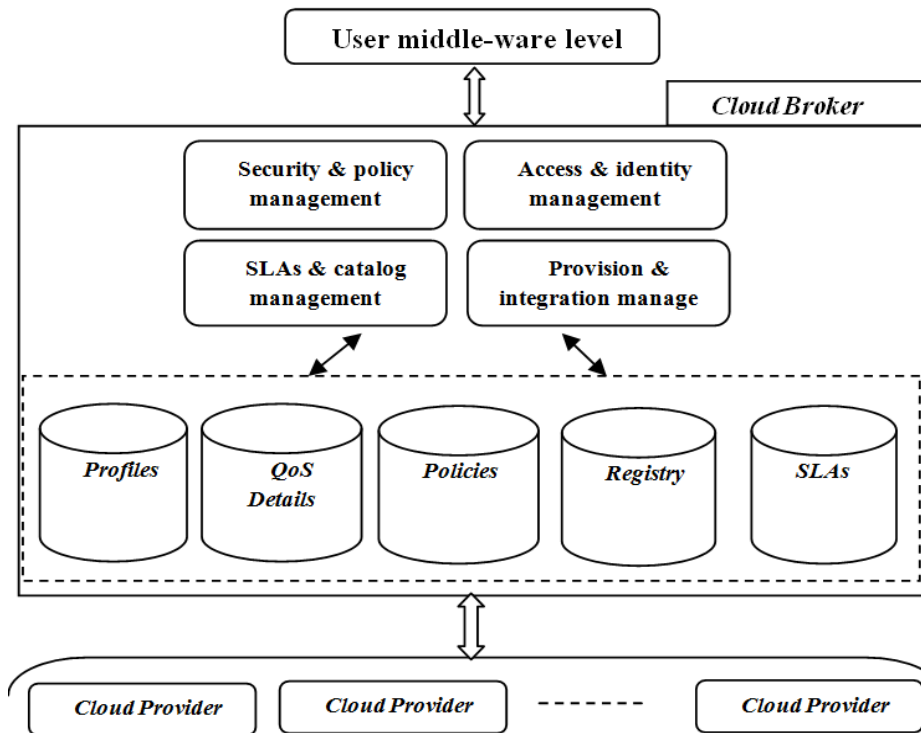 User middle-ware level
Cloud Broker
Security & policy
management
Access & identity
management
SLAs & catalog
management
Provision &
integration manage
Profiles
QoS
Details
Policies
Registry
SLAs
Cloud Provider
Cloud Provider
Cloud Provider